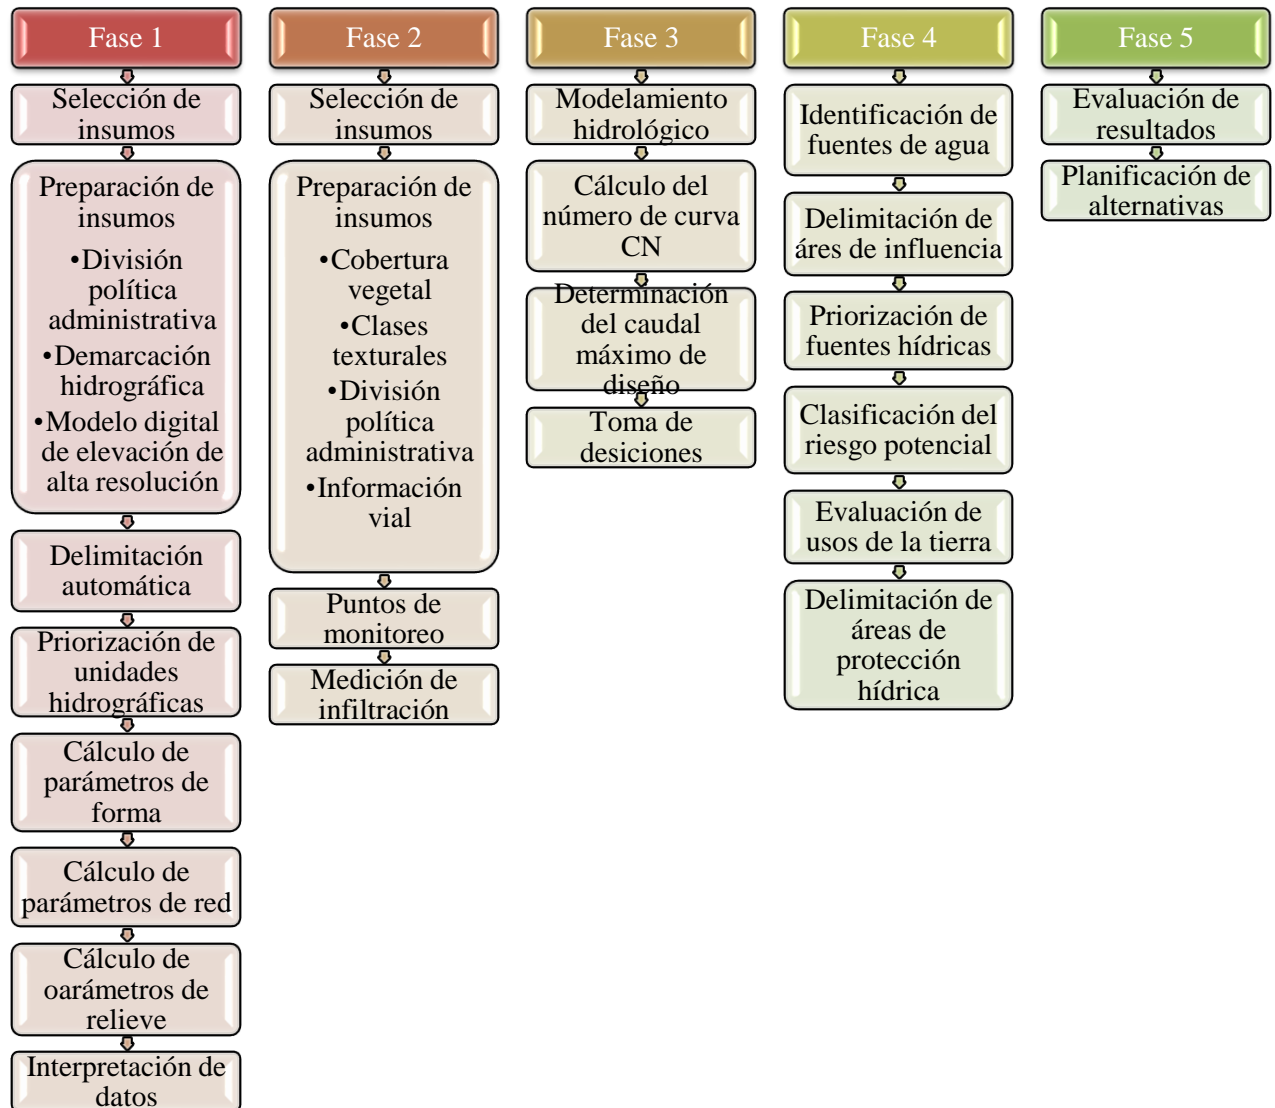 Fase 1
Selección de
insumos
Preparación de
insumos
•División
política
administrativa
•Demarcación
hidrográfica
•Modelo digital
de elevación de
alta resolución
Delimitación
automática
Priorización de
unidades
hidrográficas
Cálculo de
parámetros de
forma
Cálculo de
parámetros de red
Cálculo de
oarámetros de
relieve
Interpretación de
datos
Fase 2
Selección de
insumos
Preparación de
insumos
•Cobertura
vegetal
•Clases
texturales
•División
política
administrativa
•Información
vial
Puntos de
monitoreo
Medición de
infiltración
Fase 3
Modelamiento
hidrológico
Cálculo del
número de curva
CN
Determinación
del caudal
máximo de
diseño
Toma de
desiciones
Fase 4
Identificación de
fuentes de agua
Delimitación de
áres de influencia
Priorización de
fuentes hídricas
Clasificación del
riesgo potencial
Evaluación de
usos de la tierra
Delimitación de
áreas de
protección
hídrica
Fase 5
Evaluación de
resultados
Planificación de
alternativas